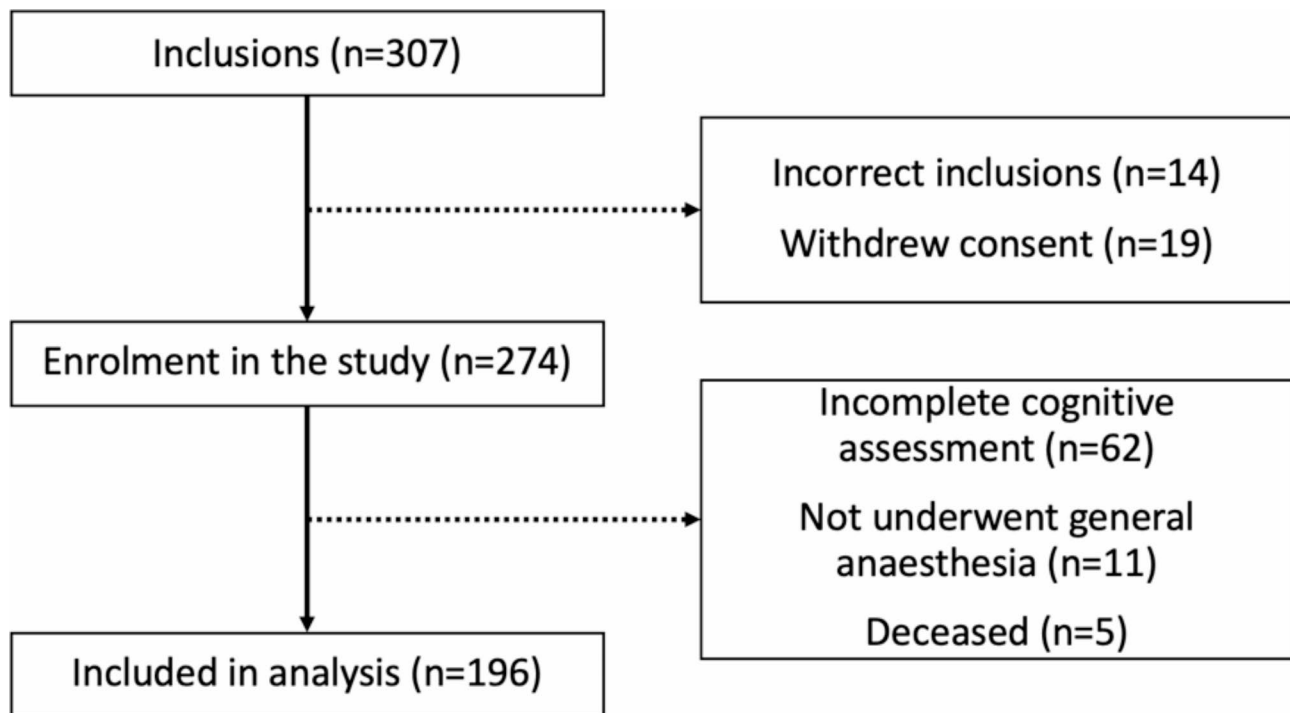 Inclusions (n=307)
Incorrect inclusions (n=14)
Withdrew consent (n=19)
Enrolment in the study (n=274)
Incomplete cognitive
assessment (n=62)
Not underwent general
anaesthesia (n=11)
Deceased (n=5)
Included in analysis (n=196)